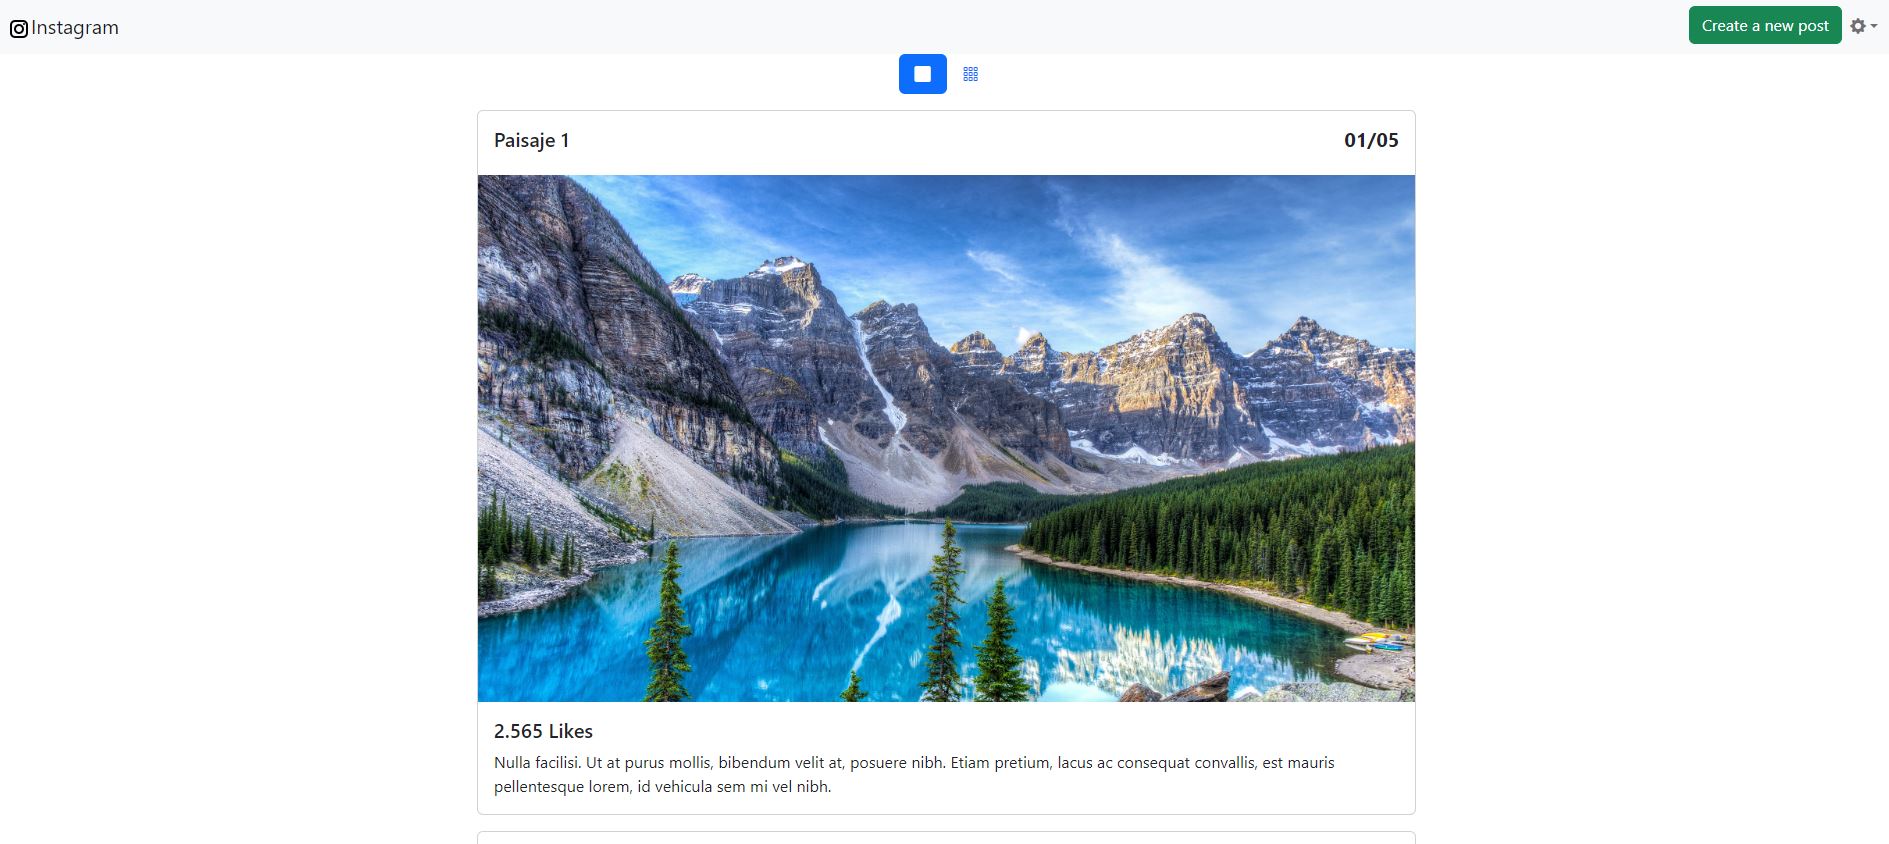 Instagram
Create a new post
Paisaje 1
01/05
2.565 Likes
Nulla facilisi. Ut at purus mollis, bibendum velit at, posuere nibh. Etiam pretium, lacus ac consequat convallis, est mauris
pellentesque lorem, id vehicula sem mi vel nibh.